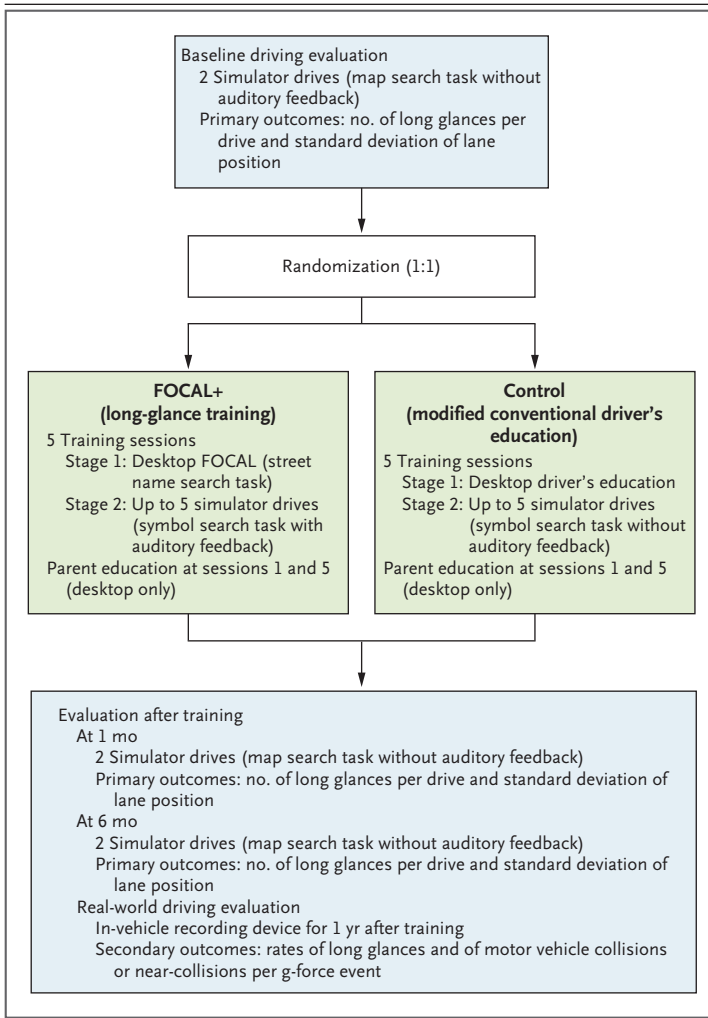 Baseline driving evaluation
2 Simulator drives (map search task without
auditory feedback)
Primary outcomes: no. of long glances per
drive and standard deviation of lane
position
Randomization (1:1)
FOCAL+
(long-glance training)
5 Training sessions
Stage 1: Desktop FOCAL (street
name search task)
Stage 2: Up to 5 simulator drives
(symbol search task with
auditory feedback)
Parent education at sessions 1 and 5
(desktop only)
Control
(modified conventional driver’s
education)
5 Training sessions
Stage 1: Desktop driver’s education
Stage 2: Up to 5 simulator drives
(symbol search task without
auditory feedback)
Parent education at sessions 1 and 5
(desktop only)
Evaluation after training
At 1 mo
2 Simulator drives (map search task without auditory feedback)
Primary outcomes: no. of long glances per drive and standard deviation of
lane position
At 6 mo
2 Simulator drives (map search task without auditory feedback)
Primary outcomes: no. of long glances per drive and standard deviation of
lane position
Real-world driving evaluation
In-vehicle recording device for 1 yr after training
Secondary outcomes: rates of long glances and of motor vehicle collisions
or near-collisions per g-force event